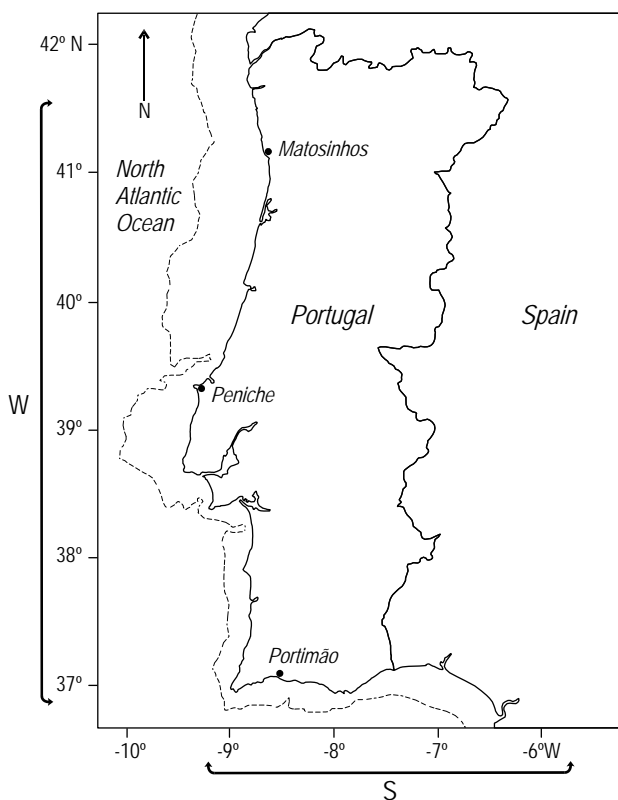 42º N
N
Matosinhos
41º
North
Atlantic
Ocean
40º
Portugal
Spain
Peniche
W
39º
38º
Portimão
37º
-10º
-9º
-8º
-7º
-6ºW
S